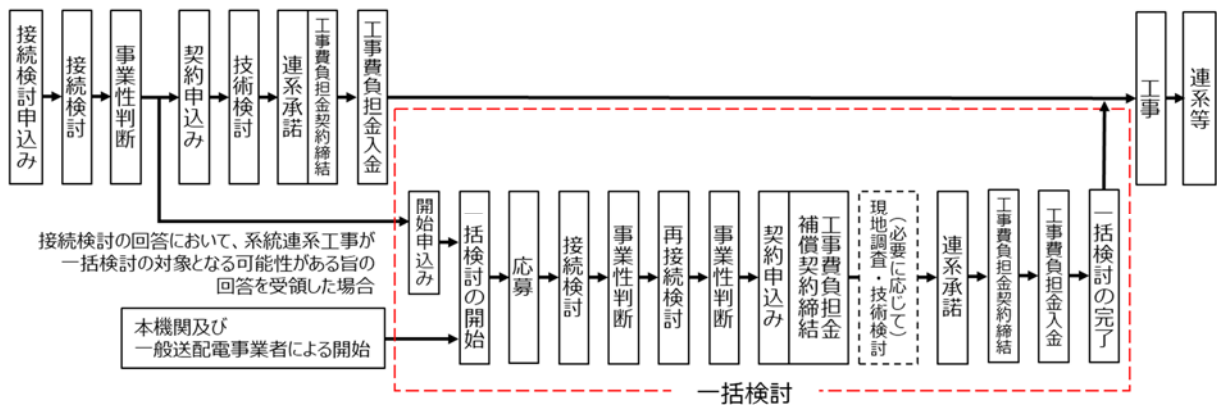 接続検討申込み
接続検討
事業性判断
契約申込み
技術検討
連系承諾
工事費負担金契約締結
工事費負担金入金
工事
連系等
接続検討の回答において、系統連系工事が
一括検討の対象となる可能性がある旨の
回答を受領した場合
本機関及び
一般送配電事業者による開始
開始申込み
一括検討の開始
応募
接続検討
事業性判断
再接続検討
事業性判断
契約申込み
工事費負担金
補償契約締結
（必要に応じて）
現地調査・技術検討
連系承諾
工事費負担金契約締結
工事費負担金入金
一括検討の完了
一括検討